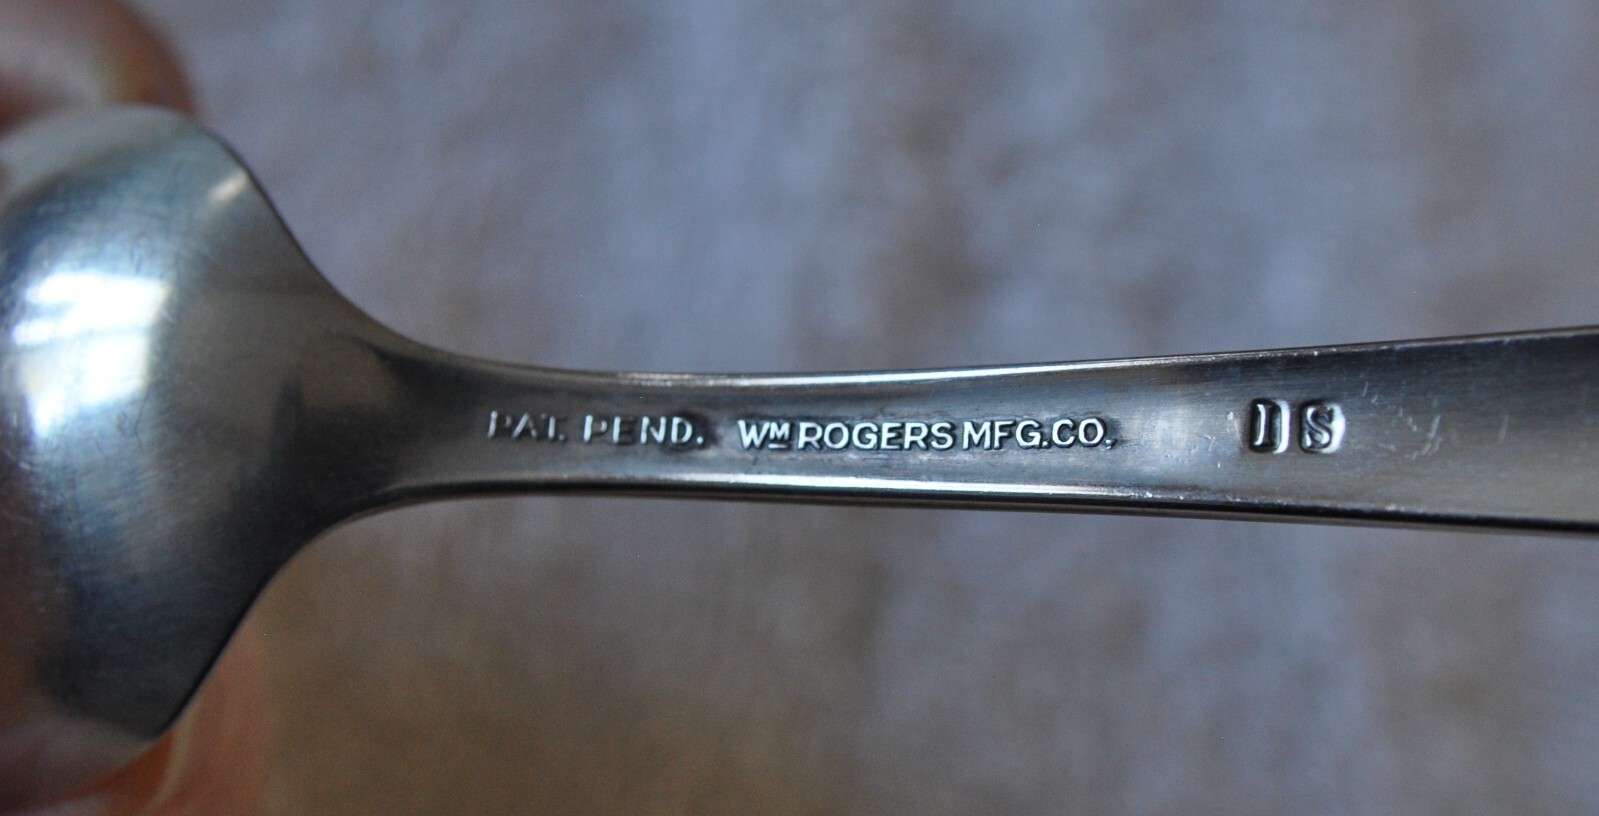 PAT. PEND. WM ROGERS MFG.CO. IS